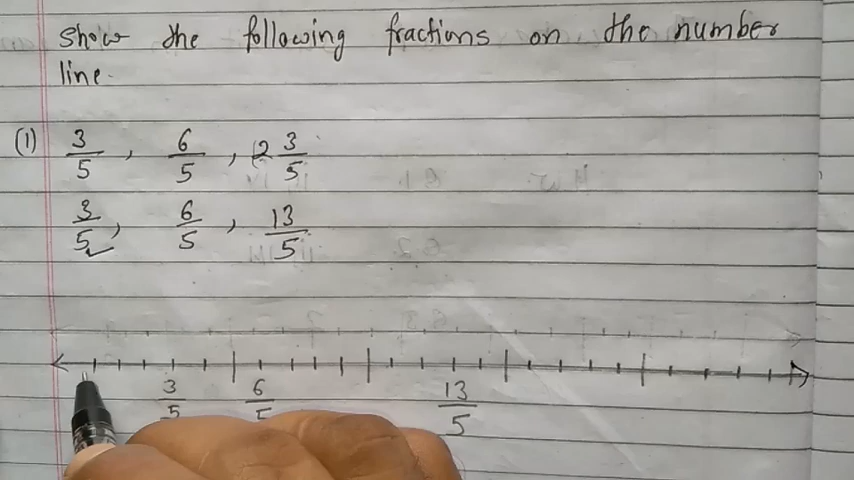 Show the following fractions on the number
line.
(1) 3/5, 6/5, 2 3/5
3/5, 6/5, 13/5
3/5 6/5 13/5